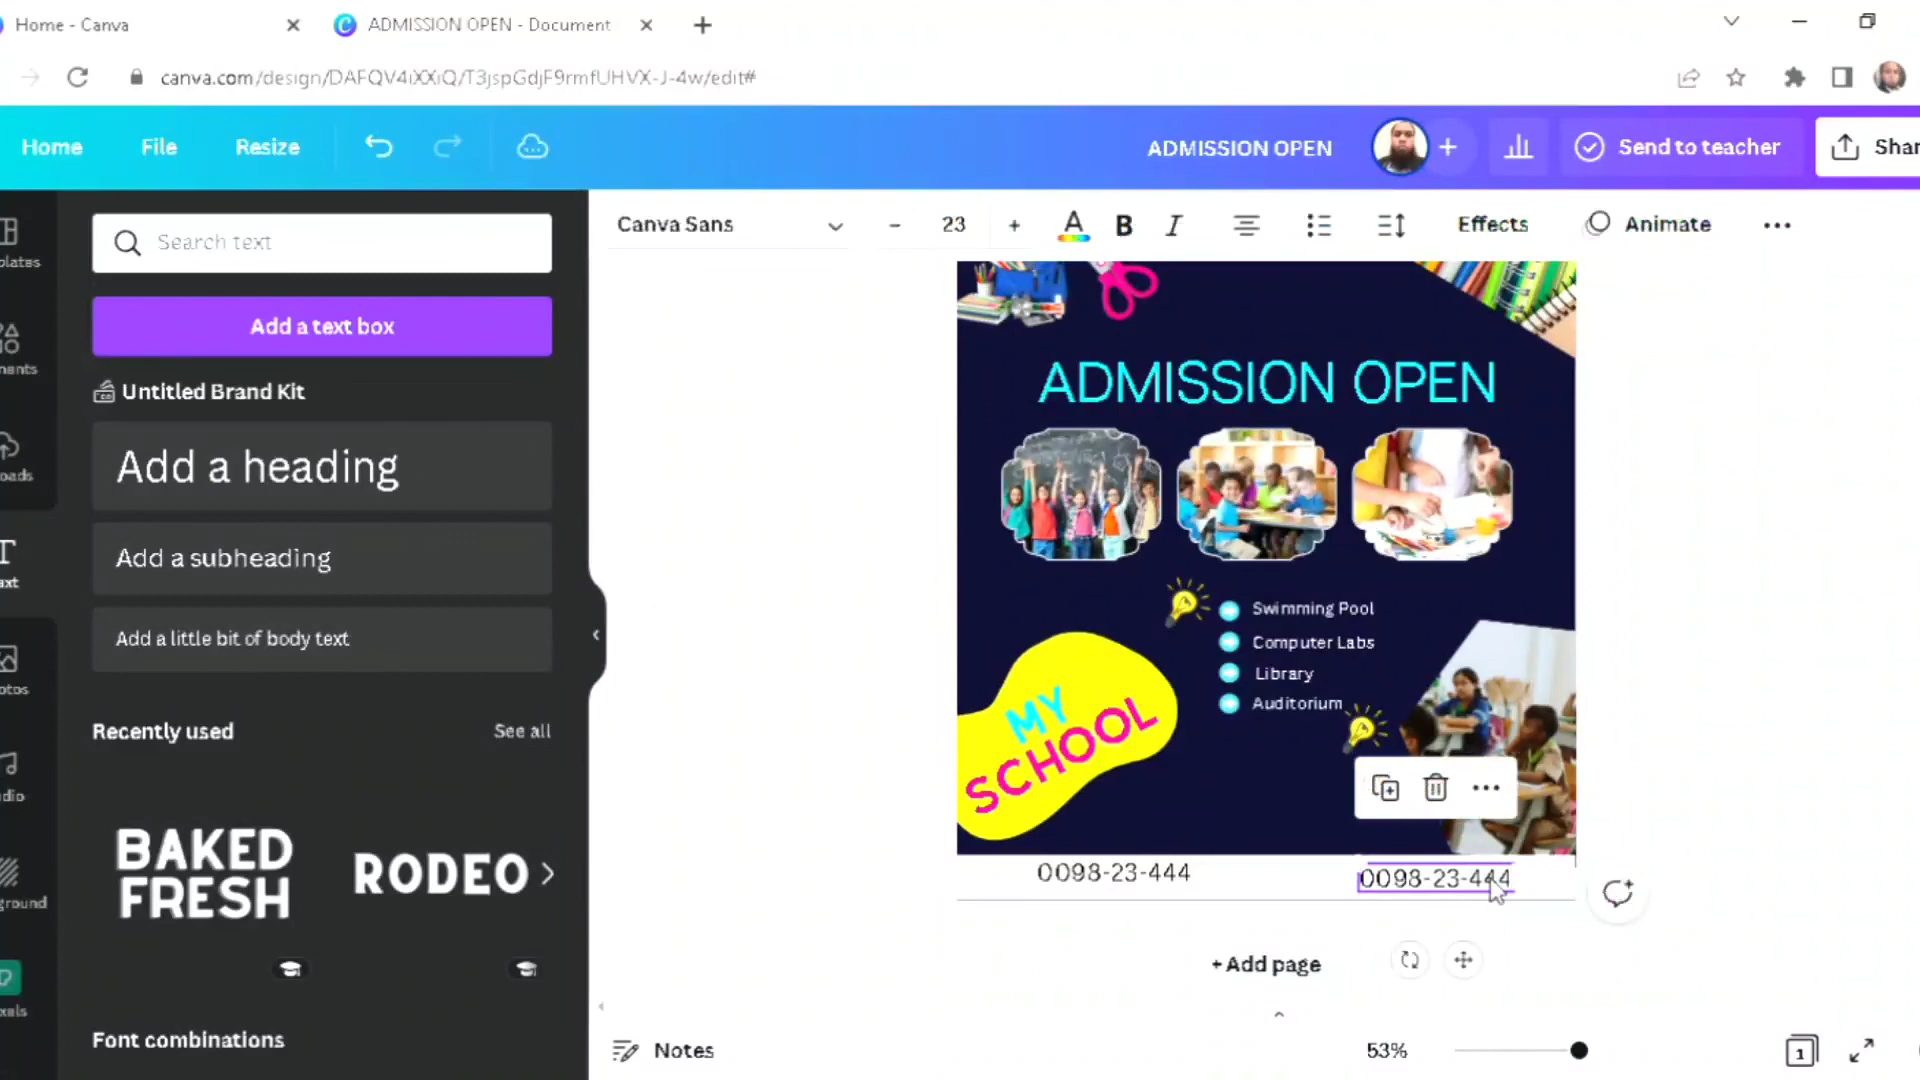 Home - Canva
ADMISSION OPEN - Document
canva.com/design/DAFQV4iXXiQ/T3jspGdjF9rmfUHVX-J-4w/edit#
Home File Resize
ADMISSION OPEN
Send to teacher
Canva Sans
23
Effects
Animate
Search text
Add a text box
Untitled Brand Kit
Add a heading
Add a subheading
Add a little bit of body text
Recently used
See all
BAKED
FRESH
RODEO
Font combinations
ADMISSION OPEN
Swimming Pool
Computer Labs
Library
Auditorium
MY
SCHOOL
0098-23-444
0098-23-444
+ Add page
Notes
53%
1